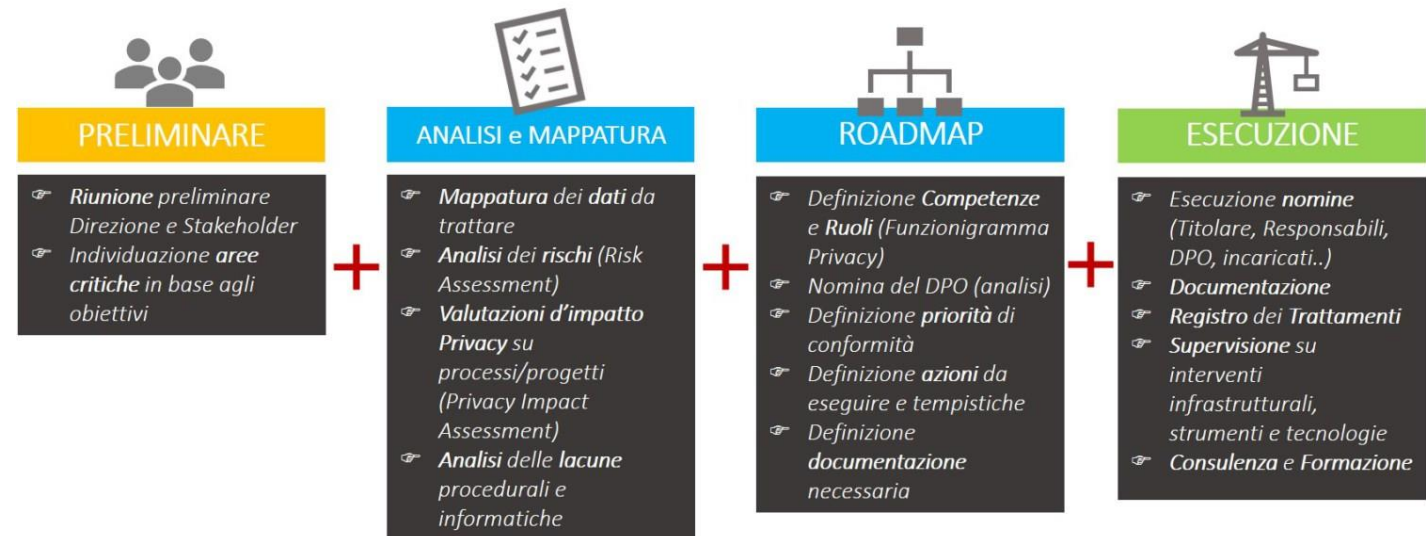 PRELIMINARE
☞ Riunione preliminare
Direzione e Stakeholder
☞ Individuazione aree
critiche in base agli
obiettivi
ANALISI e MAPPATURA
☞ Mappatura dei dati da
trattare
☞ Analisi dei rischi (Risk
Assessment)
☞ Valutazioni d'impatto
Privacy su
processi/progetti
(Privacy Impact
Assessment)
☞ Analisi delle lacune
procedurali e
informatiche
ROADMAP
☞ Definizione Competenze
e Ruoli (Funzionigramma
Privacy)
☞ Nomina del DPO (analisi)
☞ Definizione priorità di
conformità
☞ Definizione azioni da
eseguire e tempistiche
☞ Definizione
documentazione
necessaria
ESECUZIONE
☞ Esecuzione nomine
(Titolare, Responsabili,
DPO, incaricati..)
☞ Documentazione
☞ Registro dei Trattamenti
☞ Supervisione su
interventi
infrastrutturali,
strumenti e tecnologie
☞ Consulenza e Formazione